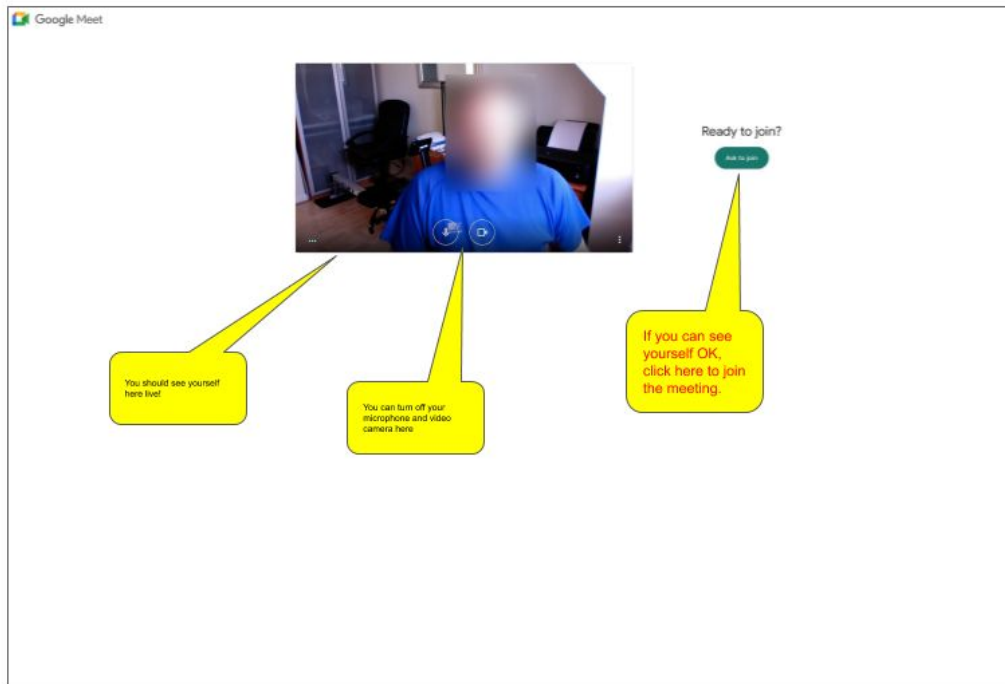 Google Meet
Ready to join?
Ask to join
If you can see
yourself OK,
click here to join
the meeting.
You should see yourself
here live!
You can turn off your
microphone and video
camera here